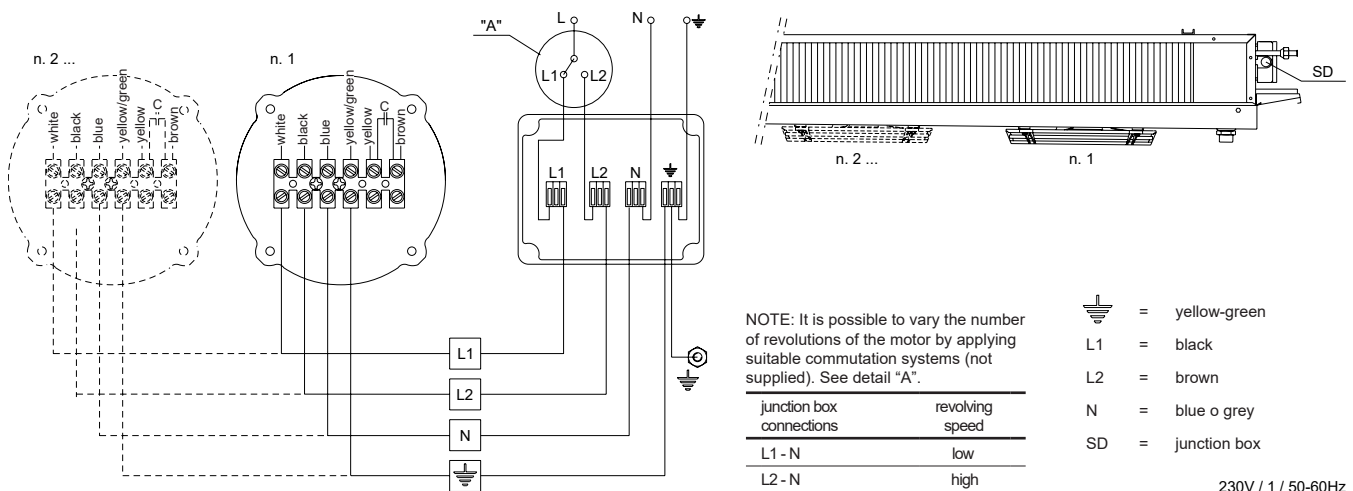 "A"
L
N
L1
L2
n. 2 ...
n. 1
white
black
blue
yellow/green
yellow
C
brown
white
black
blue
yellow/green
yellow
C
brown
L1
L2
N
L1
L2
N
SD
n. 2 ...
n. 1
NOTE: It is possible to vary the number
of revolutions of the motor by applying
suitable commutation systems (not
supplied). See detail “A”.
junction box connections revolving speed
L1 - N low
L2 - N high
= yellow-green
L1 = black
L2 = brown
N = blue o grey
SD = junction box
230V / 1 / 50-60Hz